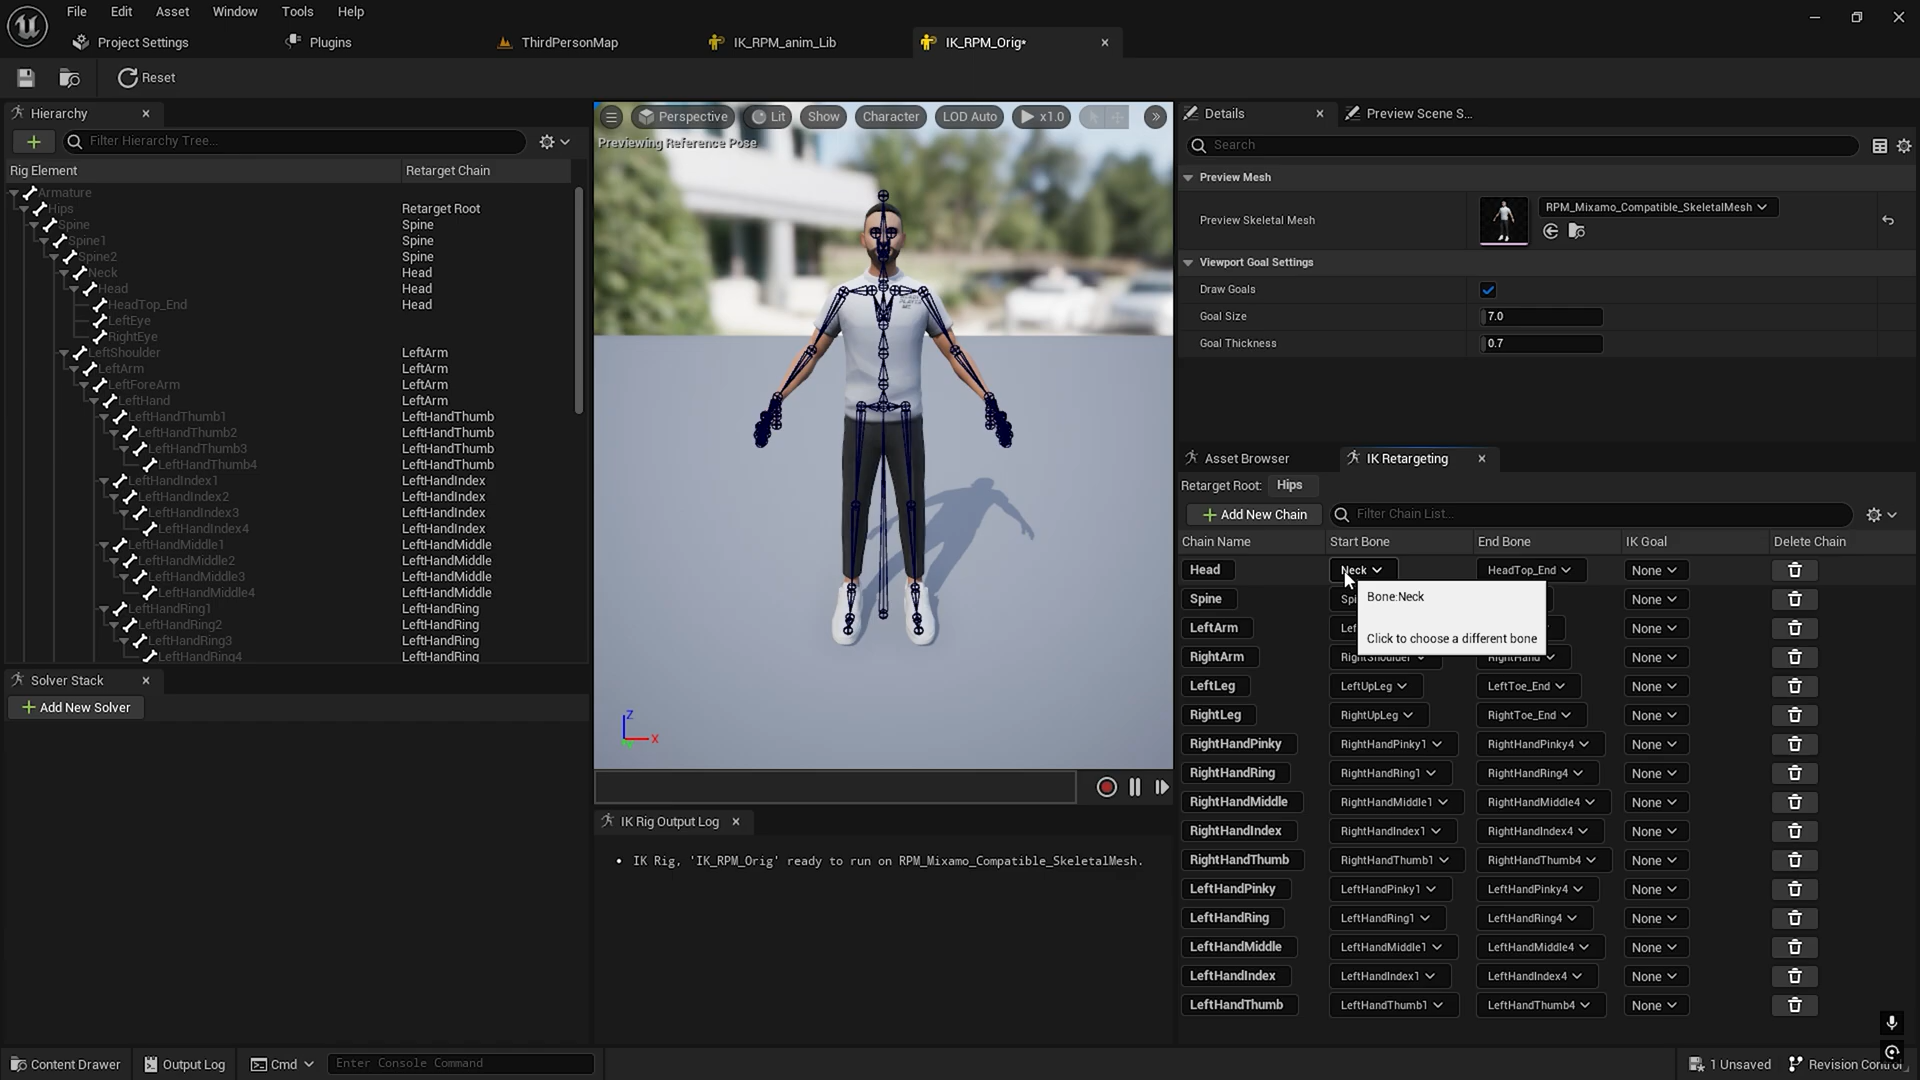 File Edit Asset Window Tools Help
Project Settings Plugins ThirdPersonMap IK_RPM_anim_Lib IK_RPM_Orig*
Reset
Hierarchy
Filter Hierarchy Tree...
Rig Element Retarget Chain
Armature
Hips Retarget Root
Spine Spine
Spine1 Spine
Spine2 Spine
Neck Head
Head Head
HeadTop_End Head
LeftEye
RightEye
LeftShoulder LeftArm
LeftArm LeftArm
LeftForeArm LeftArm
LeftHand LeftArm
LeftHandThumb1 LeftHandThumb
LeftHandThumb2 LeftHandThumb
LeftHandThumb3 LeftHandThumb
LeftHandThumb4 LeftHandThumb
LeftHandIndex1 LeftHandIndex
LeftHandIndex2 LeftHandIndex
LeftHandIndex3 LeftHandIndex
LeftHandIndex4 LeftHandIndex
LeftHandMiddle1 LeftHandMiddle
LeftHandMiddle2 LeftHandMiddle
LeftHandMiddle3 LeftHandMiddle
LeftHandMiddle4 LeftHandMiddle
LeftHandRing1 LeftHandRing
LeftHandRing2 LeftHandRing
LeftHandRing3 LeftHandRing
LeftHandRing4 LeftHandRing
Solver Stack
Add New Solver
Perspective Lit Show Character LOD Auto x1.0
Previewing Reference Pose
Z
X
IK Rig Output Log
• IK Rig, 'IK_RPM_Orig' ready to run on RPM_Mixamo_Compatible_SkeletalMesh.
Details Preview Scene S...
Search
Preview Mesh
Preview Skeletal Mesh RPM_Mixamo_Compatible_SkeletalMesh
Viewport Goal Settings
Draw Goals
Goal Size 7.0
Goal Thickness 0.7
Asset Browser IK Retargeting
Retarget Root: Hips
Add New Chain Filter Chain List...
Chain Name Start Bone End Bone IK Goal Delete Chain
Head Neck HeadTop_End None
Bone:Neck
Click to choose a different bone
Spine Spi None
LeftArm Lef None
RightArm RightShoulder RightHand None
LeftLeg LeftUpLeg LeftToe_End None
RightLeg RightUpLeg RightToe_End None
RightHandPinky RightHandPinky1 RightHandPinky4 None
RightHandRing RightHandRing1 RightHandRing4 None
RightHandMiddle RightHandMiddle1 RightHandMiddle4 None
RightHandIndex RightHandIndex1 RightHandIndex4 None
RightHandThumb RightHandThumb1 RightHandThumb4 None
LeftHandPinky LeftHandPinky1 LeftHandPinky4 None
LeftHandRing LeftHandRing1 LeftHandRing4 None
LeftHandMiddle LeftHandMiddle1 LeftHandMiddle4 None
LeftHandIndex LeftHandIndex1 LeftHandIndex4 None
LeftHandThumb LeftHandThumb1 LeftHandThumb4 None
Content Drawer Output Log Cmd Enter Console Command 1 Unsaved Revision Control